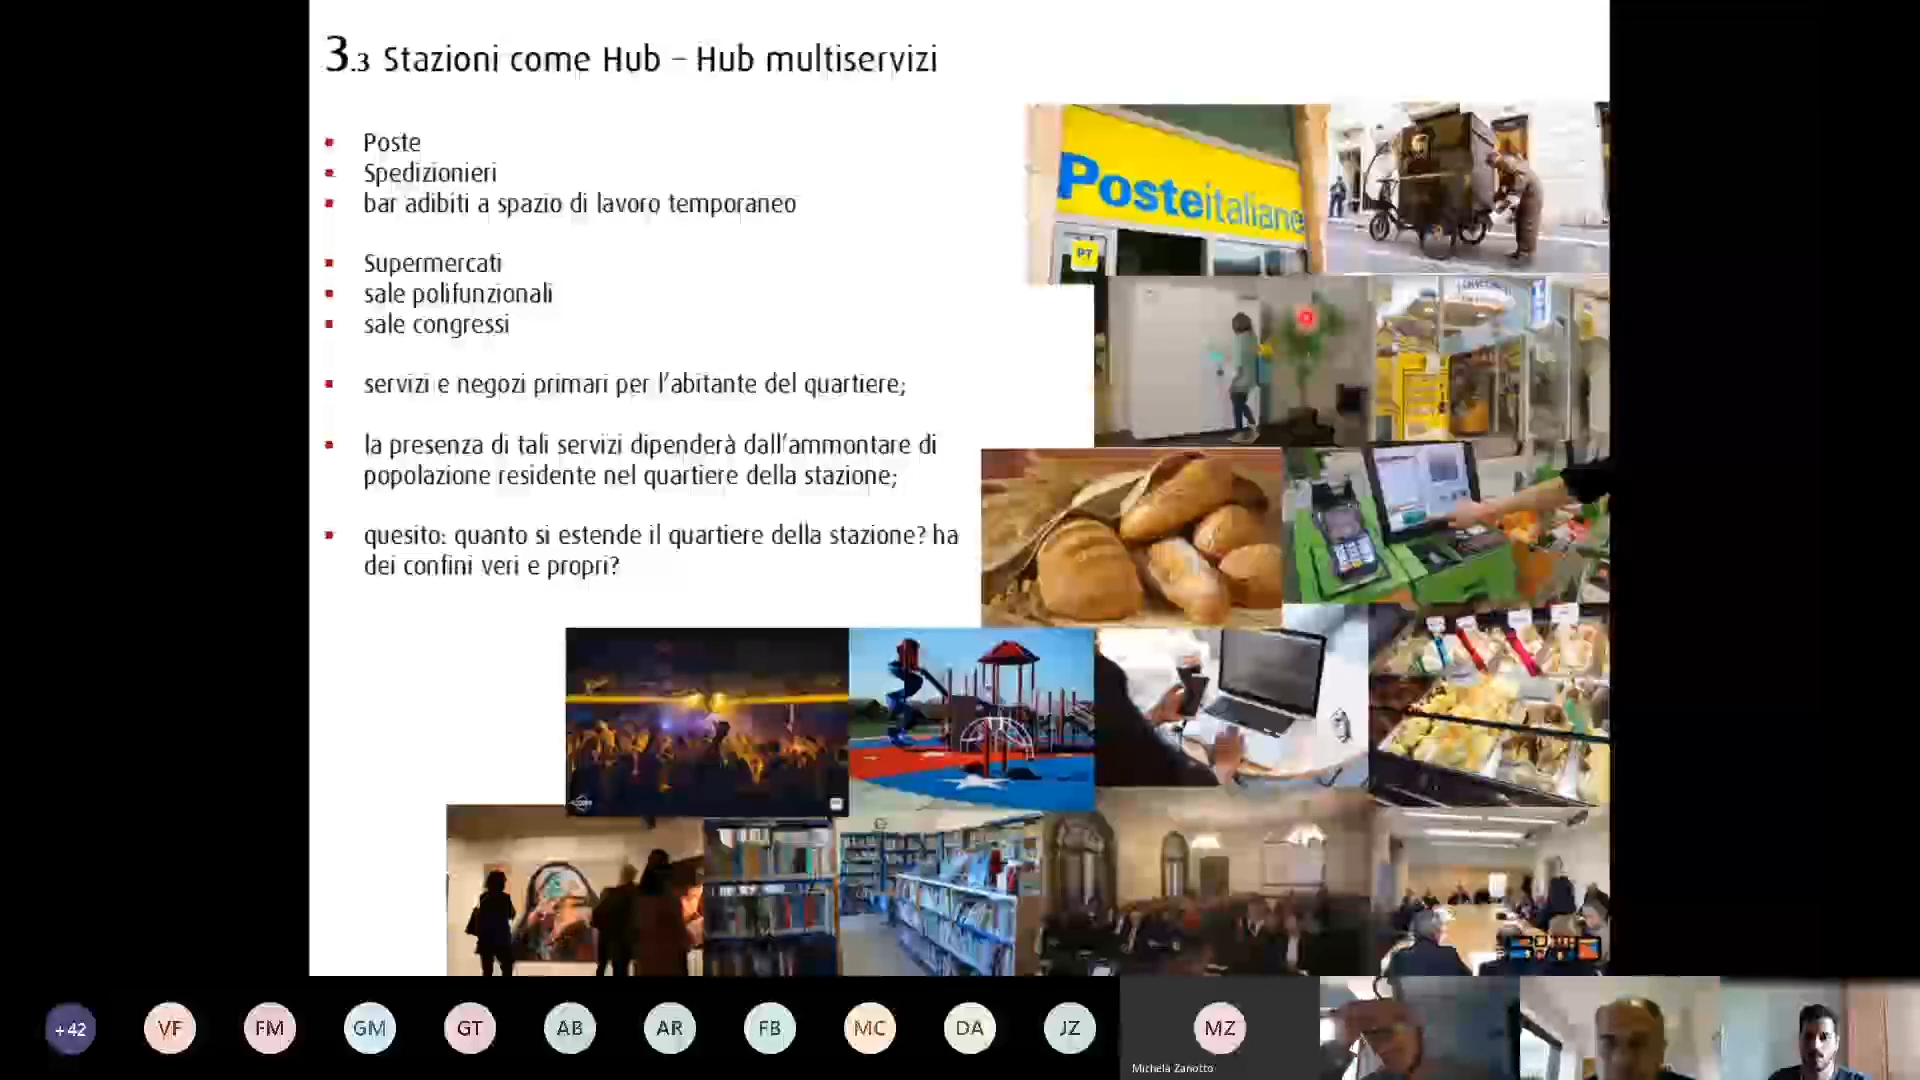 3.3 Stazioni come Hub – Hub multiservizi
▪ Poste
▪ Spedizionieri
▪ bar adibiti a spazio di lavoro temporaneo
▪ Supermercati
▪ sale polifunzionali
▪ sale congressi
▪ servizi e negozi primari per l'abitante del quartiere;
▪ la presenza di tali servizi dipenderà dall'ammontare di
popolazione residente nel quartiere della stazione;
▪ quesito: quanto si estende il quartiere della stazione? ha
dei confini veri e propri?
Posteitaliane
PT
+42
VF
FM
GM
GT
AB
AR
FB
MC
DA
JZ
MZ
Michela Zanotto